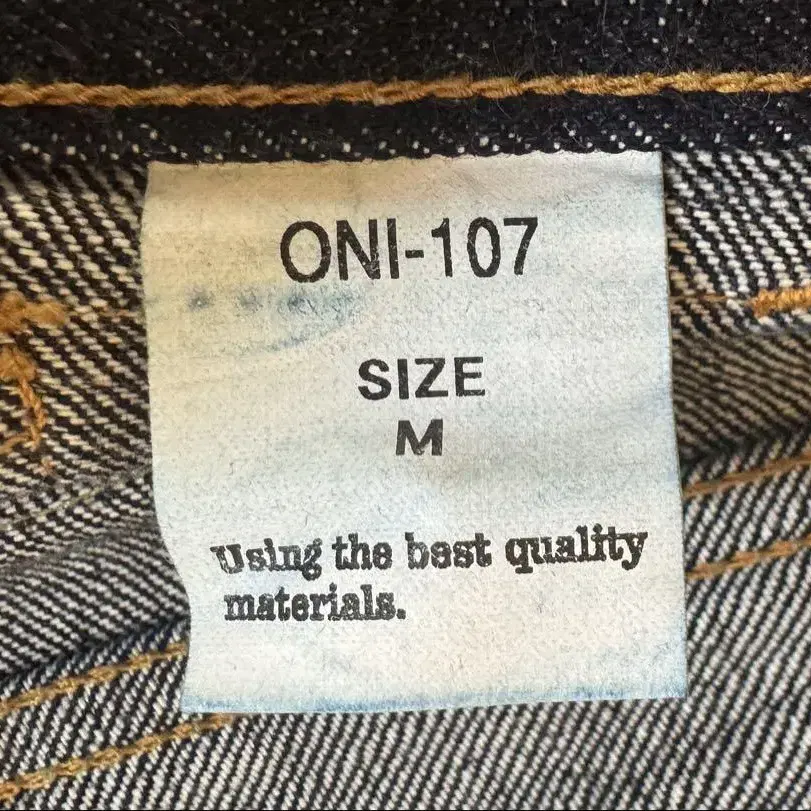 ONI-107
SIZE
M
Using the best quality
materials.